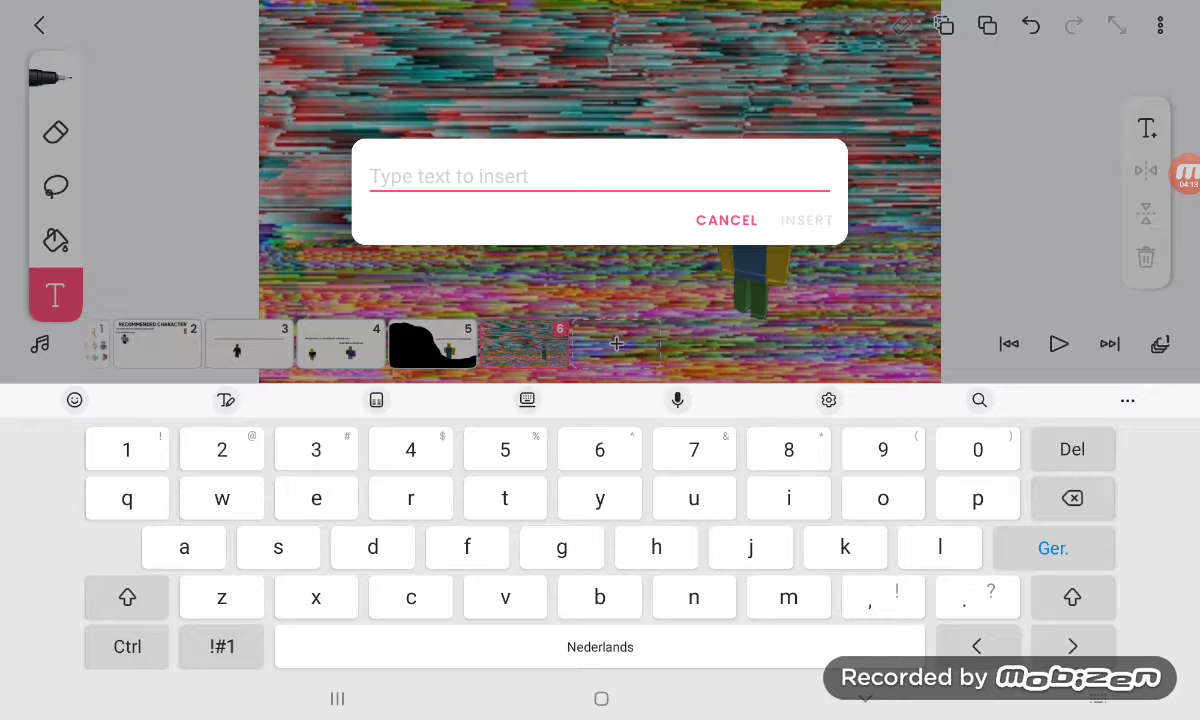 04:13
Type text to insert
CANCEL INSERT
T
1 RECOMMENDED CHARACTER 2 3 4 5 6
1 ! 2 @ 3 # 4 $ 5 % 6 ^ 7 & 8 * 9 ( 0 ) Del
q w e r t y u i o p
a s d f g h j k l Ger.
z x c v b n m , ! . ?
Ctrl !#1 Nederlands < >
Recorded by mobizen